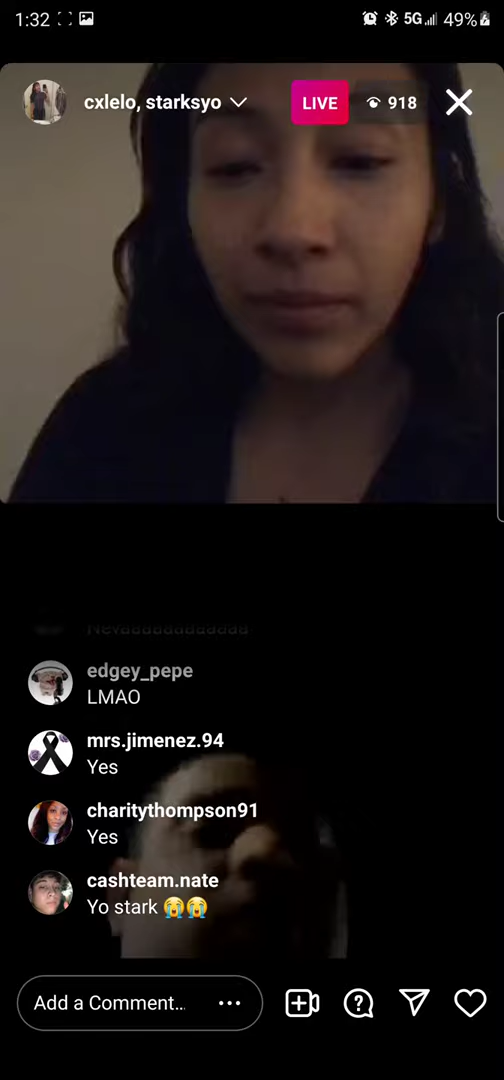 1:32 5G 49%
cxlelo, starksyo LIVE 918
edgey_pepe
LMAO
mrs.jimenez.94
Yes
charitythompson91
Yes
cashteam.nate
Yo stark 😭😭
Add a Comment...